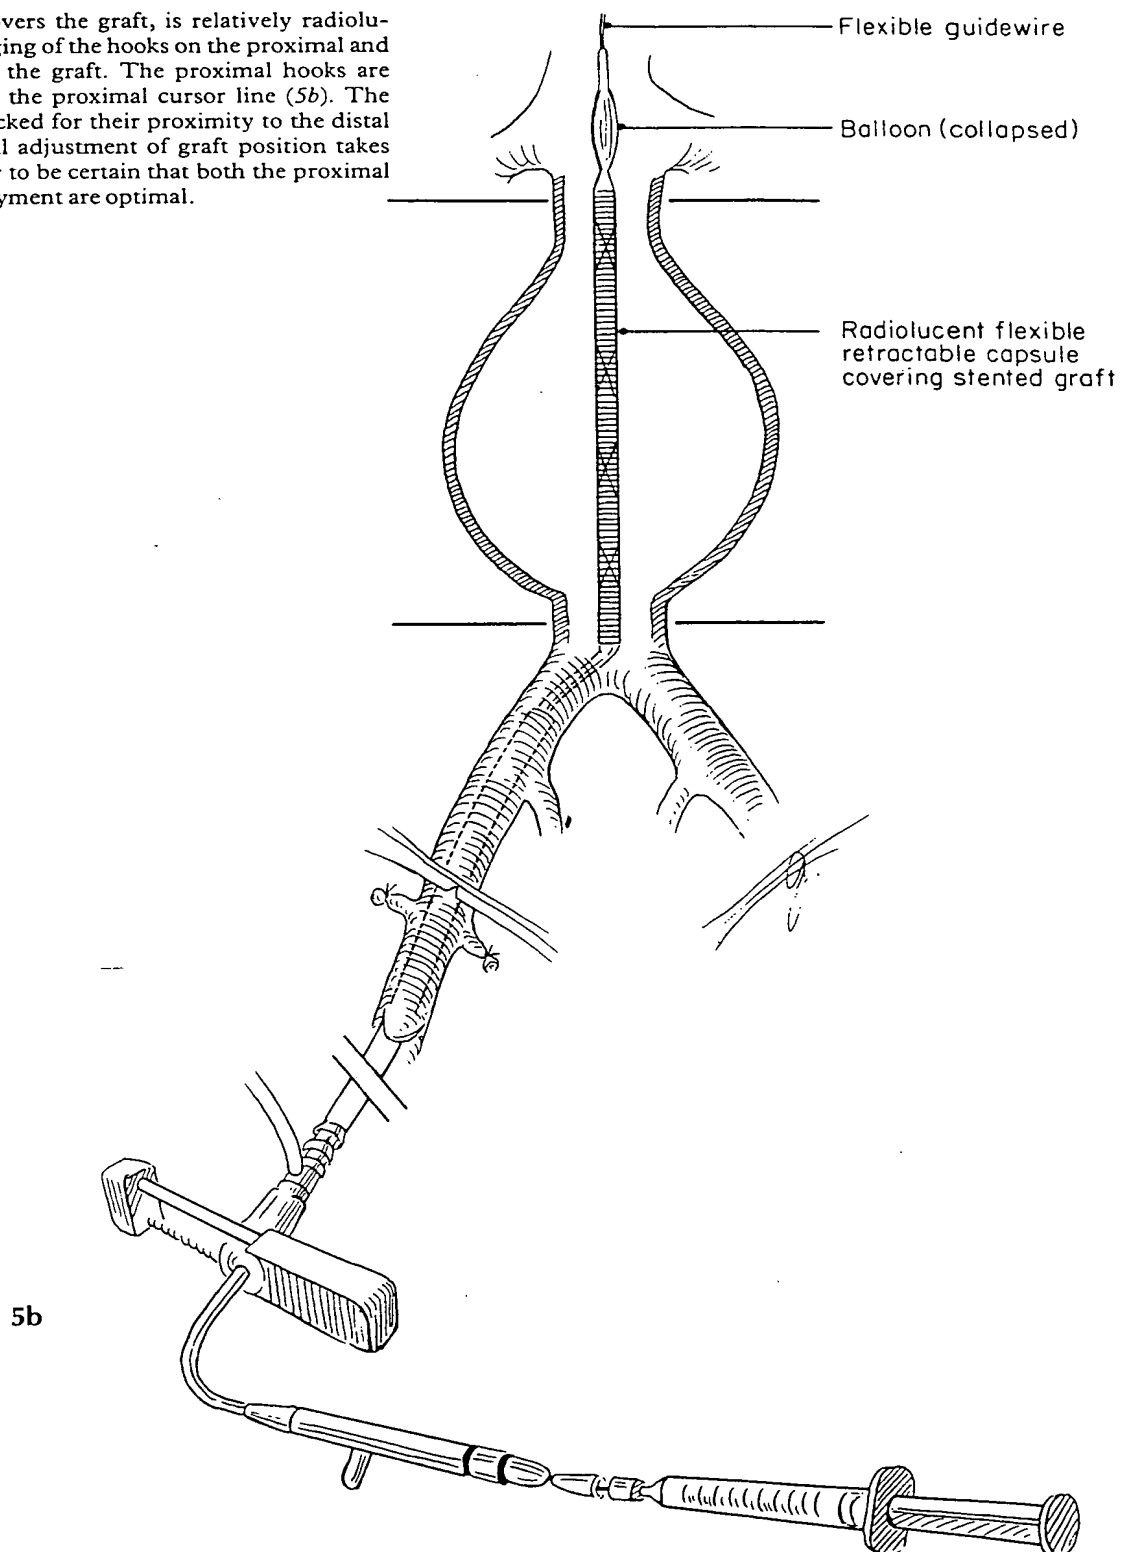 vers the graft, is relatively radiolu-
ing of the hooks on the proximal and
the graft. The proximal hooks are
the proximal cursor line (5b). The
cked for their proximity to the distal
l adjustment of graft position takes
to be certain that both the proximal
yment are optimal.
Flexible guidewire
Balloon (collapsed)
Radiolucent flexible
retractable capsule
covering stented graft
5b